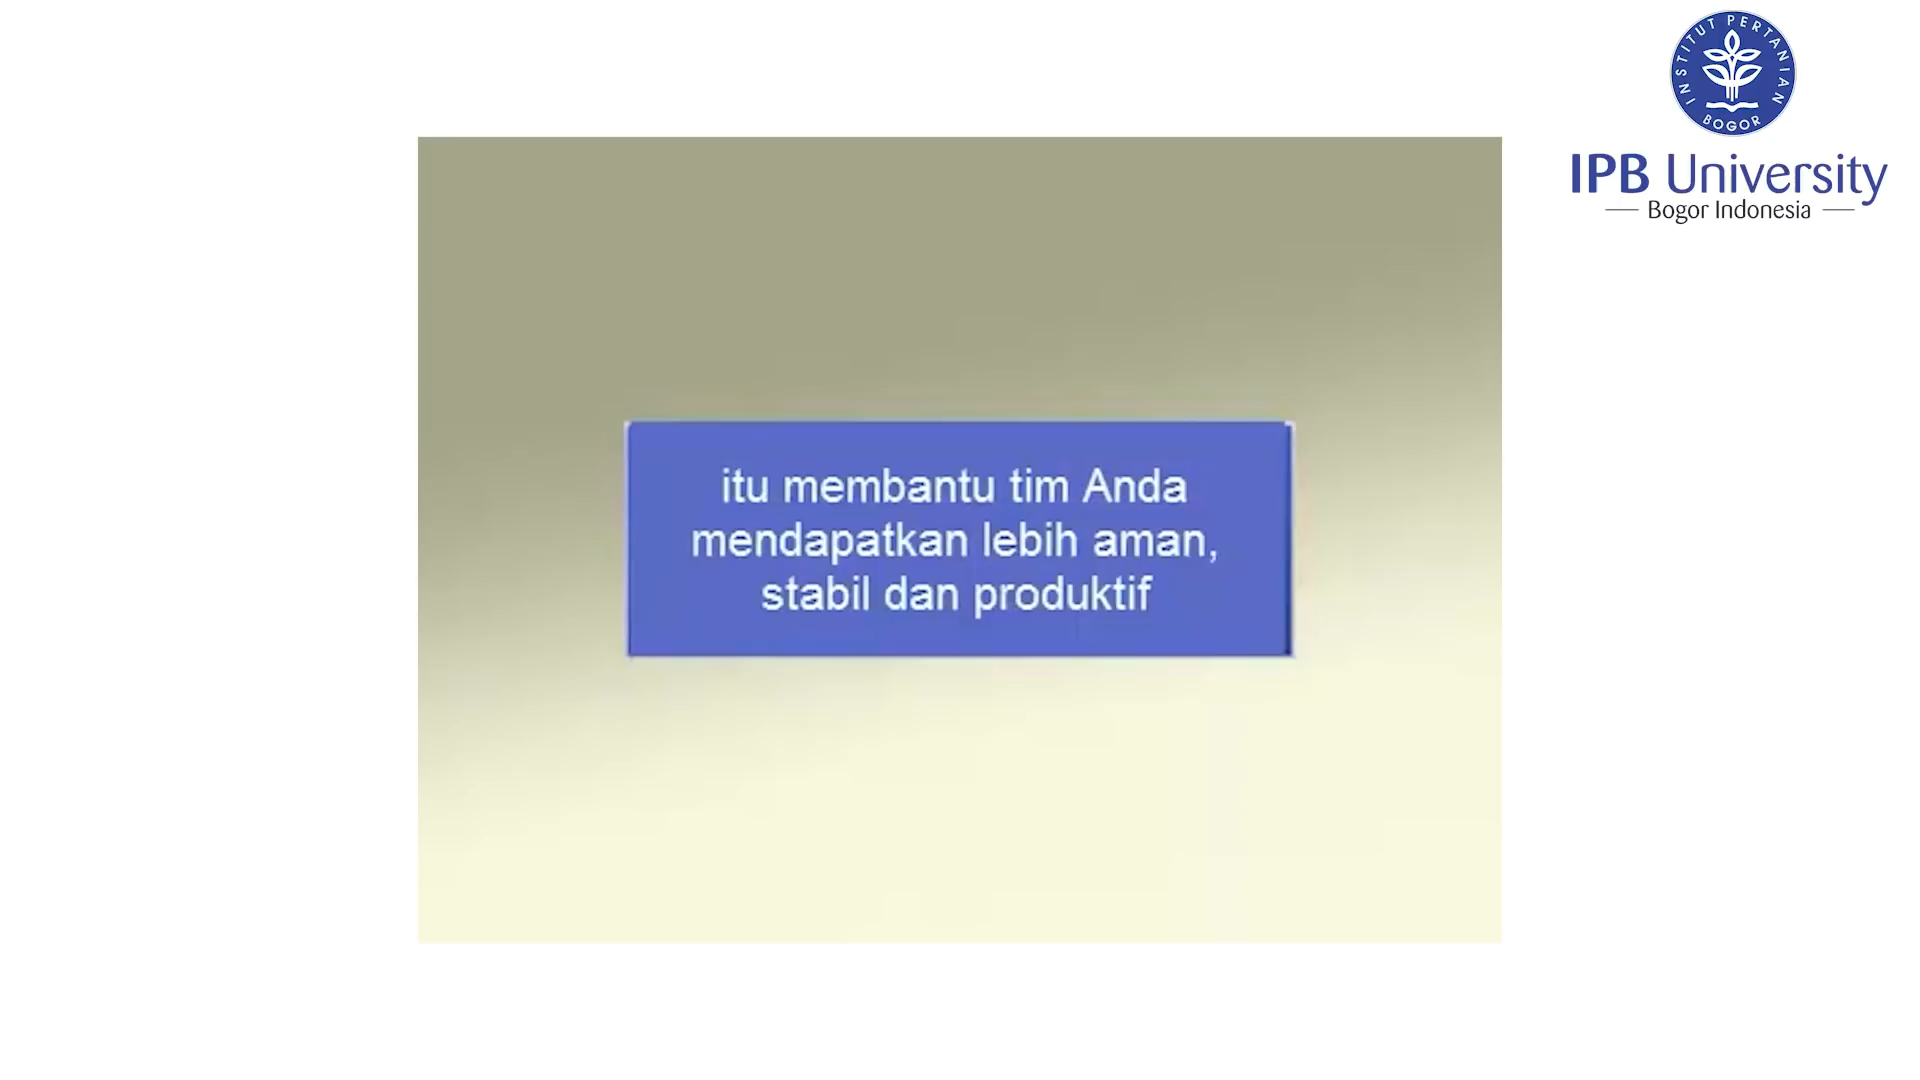 INSTITUT PERTANIAN
BOGOR
IPB University
Bogor Indonesia
itu membantu tim Anda
mendapatkan lebih aman,
stabil dan produktif